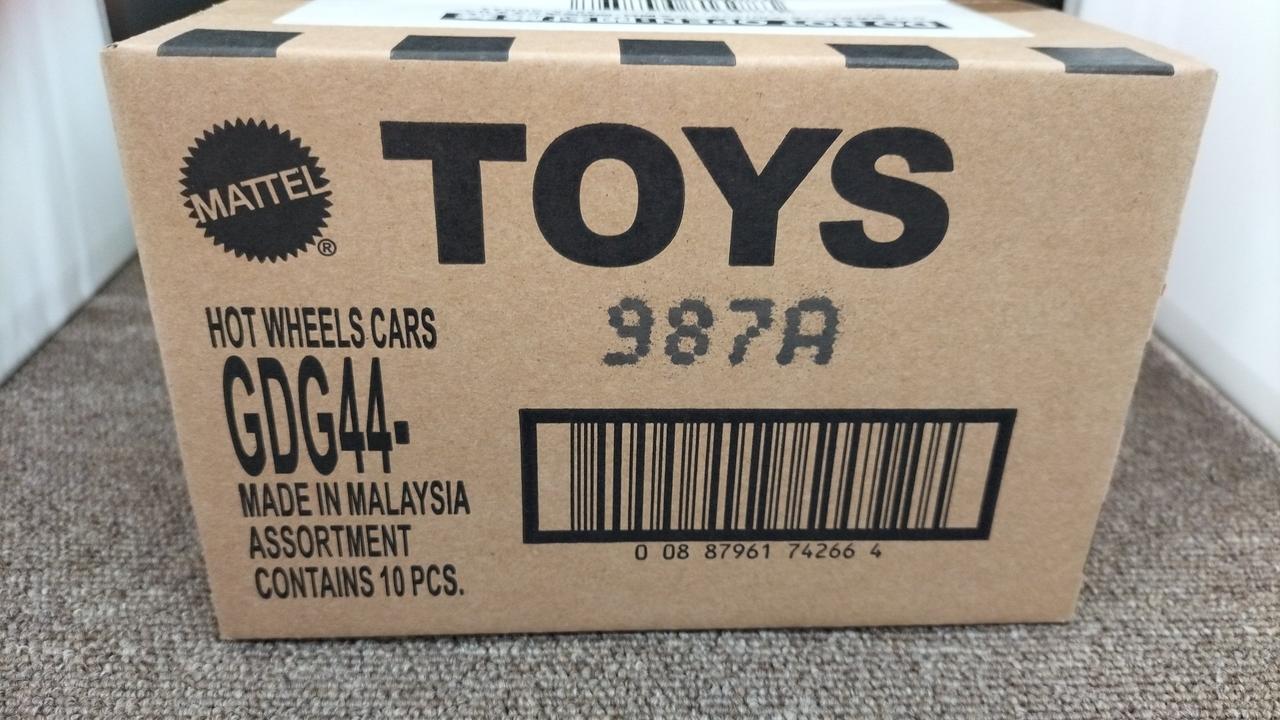 MATTEL
®
TOYS
987A
HOT WHEELS CARS
GDG44-
MADE IN MALAYSIA
ASSORTMENT
CONTAINS 10 PCS.
0 08 87961 74266 4